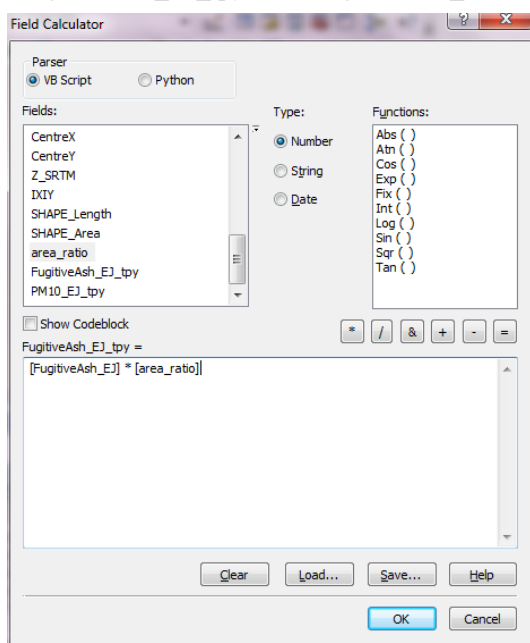 Field Calculator
?
X
Parser
VB Script
Python
Fields:
Type:
Functions:
CentreX
CentreY
Z_SRTM
IXIY
SHAPE_Length
SHAPE_Area
area_ratio
FugitiveAsh_EJ_tpy
PM10_EJ_tpy
Number
String
Date
Abs ( )
Atn ( )
Cos ( )
Exp ( )
Fix ( )
Int ( )
Log ( )
Sin ( )
Sqr ( )
Tan ( )
Show Codeblock
* / & + - =
FugitiveAsh_EJ_tpy =
[FugitiveAsh_EJ] * [area_ratio]
Clear
Load...
Save...
Help
OK
Cancel